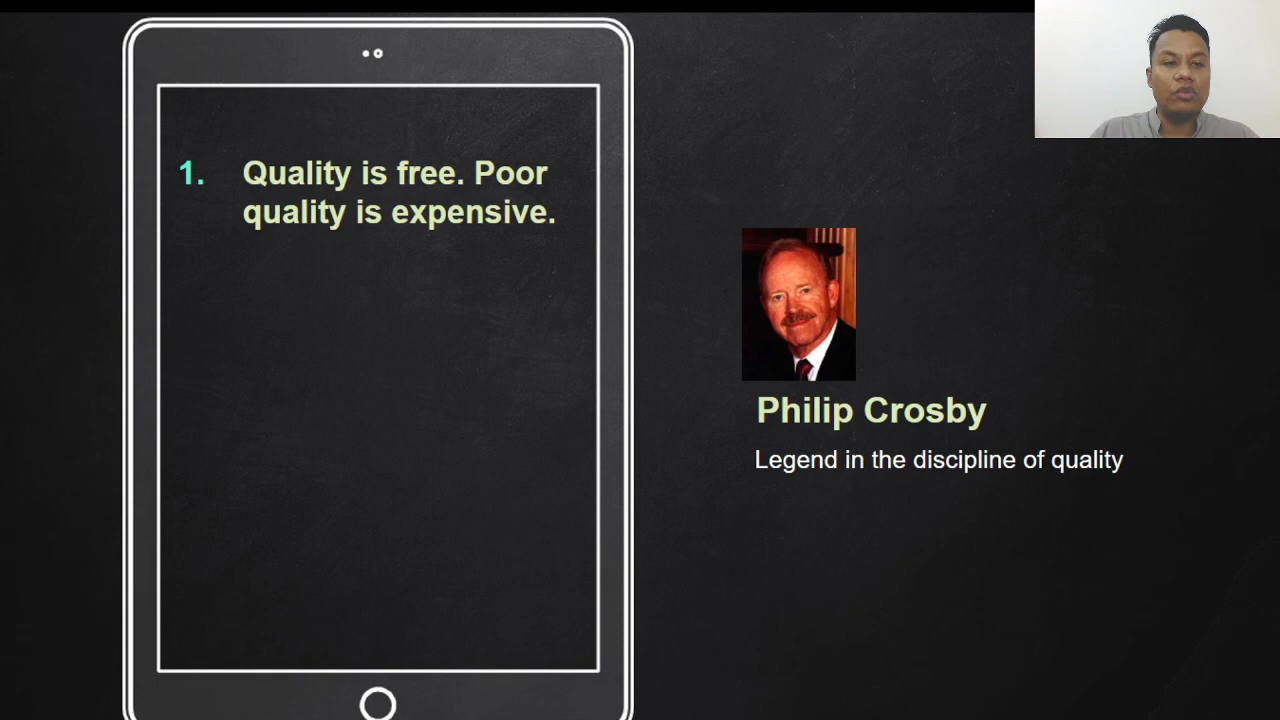 1. Quality is free. Poor
quality is expensive.
Philip Crosby
Legend in the discipline of quality